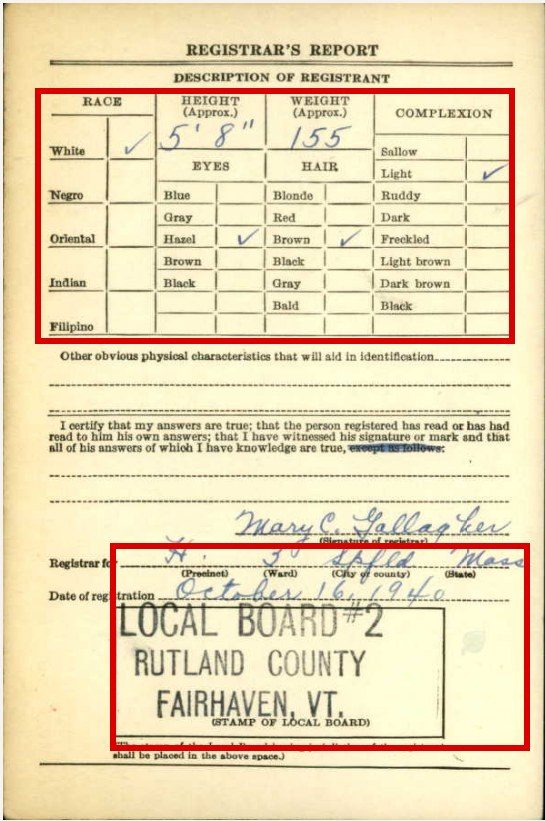 REGISTRAR'S REPORT
DESCRIPTION OF REGISTRANT
RACE HEIGHT (Approx.) WEIGHT (Approx.) COMPLEXION
5' 8" 155
White ✓ Sallow
EYES HAIR Light ✓
Negro Blue Blonde Ruddy
Gray Red Dark
Oriental Hazel ✓ Brown ✓ Freckled
Brown Black Light brown
Indian Black Gray Dark brown
Bald Black
Filipino
Other obvious physical characteristics that will aid in identification
I certify that my answers are true; that the person registered has read or has had
read to him his own answers; that I have witnessed his signature or mark and that
all of his answers of which I have knowledge are true, except as follows:
Mary C. Gallagher
(Signature of registrar)
Registrar for H. 3 Spfld Mass
(Precinct) (Ward) (City or county) (State)
Date of registration October 16, 1940
LOCAL BOARD #2
RUTLAND COUNTY
FAIRHAVEN, VT.
(STAMP OF LOCAL BOARD)
shall be placed in the above space.)